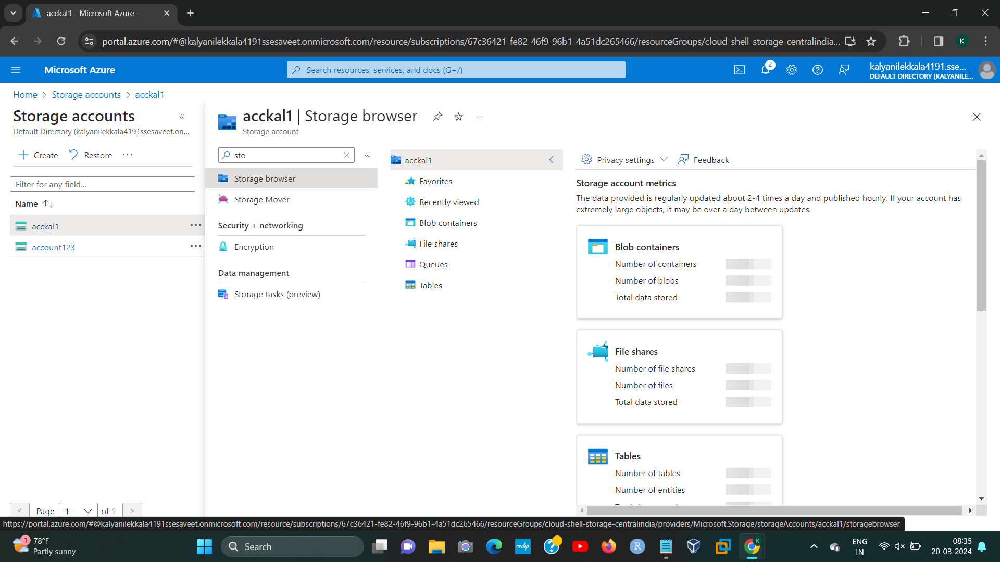 acckal1 - Microsoft Azure
portal.azure.com/#@kalyanilekkala4191ssesaveet.onmicrosoft.com/resource/subscriptions/67c36421-fe82-46f9-96b1-4a51dc265466/resourceGroups/cloud-shell-storage-centralindia...
K
Microsoft Azure
Search resources, services, and docs (G+/)
2
kalyanilekkala4191.sse...
DEFAULT DIRECTORY (KALYANILE...
Home > Storage accounts > acckal1
Storage accounts
Default Directory (kalyanilekkala4191ssesaveet.on...
Create
Restore
Filter for any field...
Name
acckal1
account123
Page 1 of 1
acckal1 | Storage browser
Storage account
sto
Storage browser
Storage Mover
Security + networking
Encryption
Data management
Storage tasks (preview)
acckal1
Favorites
Recently viewed
Blob containers
File shares
Queues
Tables
Privacy settings
Feedback
Storage account metrics
The data provided is regularly updated about 2-4 times a day and published hourly. If your account has
extremely large objects, it may be over a day between updates.
Blob containers
Number of containers
Number of blobs
Total data stored
File shares
Number of file shares
Number of files
Total data stored
Tables
Number of tables
Number of entities
https://portal.azure.com/#@kalyanilekkala4191ssesaveet.onmicrosoft.com/resource/subscriptions/67c36421-fe82-46f9-96b1-4a51dc265466/resourceGroups/cloud-shell-storage-centralindia/providers/Microsoft.Storage/storageAccounts/acckal1/storagebrowser
1
78°F
Partly sunny
Search
myhp
?
R
K
ENG
IN
08:35
20-03-2024